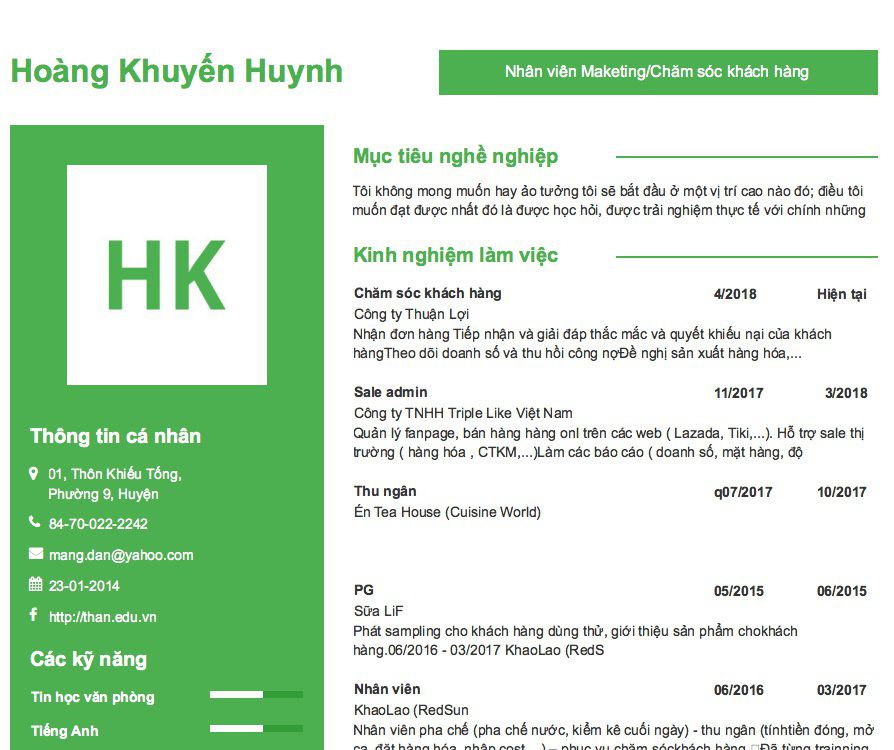 Hoàng Khuyến Huynh
Nhân viên Maketing/Chăm sóc khách hàng
HK
Thông tin cá nhân
01, Thôn Khiếu Tống,
Phường 9, Huyện
84-70-022-2242
mang.dan@yahoo.com
23-01-2014
http://than.edu.vn
Các kỹ năng
Tin học văn phòng
Tiếng Anh
Mục tiêu nghề nghiệp
Tôi không mong muốn hay ảo tưởng tôi sẽ bắt đầu ở một vị trí cao nào đó; điều tôi
muốn đạt được nhất đó là được học hỏi, được trải nghiệm thực tế với chính những
Kinh nghiệm làm việc
Chăm sóc khách hàng 4/2018 Hiện tại
Công ty Thuận Lợi
Nhận đơn hàng Tiếp nhận và giải đáp thắc mắc và quyết khiếu nại của khách
hàngTheo dõi doanh số và thu hồi công nợĐề nghị sản xuất hàng hóa,...
Sale admin 11/2017 3/2018
Công ty TNHH Triple Like Việt Nam
Quản lý fanpage, bán hàng hàng onl trên các web ( Lazada, Tiki,...). Hỗ trợ sale thị
trường ( hàng hóa , CTKM,...)Làm các báo cáo ( doanh số, mặt hàng, độ
Thu ngân q07/2017 10/2017
Én Tea House (Cuisine World)
PG 05/2015 06/2015
Sữa LiF
Phát sampling cho khách hàng dùng thử, giới thiệu sản phẩm chokhách
hàng.06/2016 - 03/2017 KhaoLao (RedS
Nhân viên 06/2016 03/2017
KhaoLao (RedSun
Nhân viên pha chế (pha chế nước, kiểm kê cuối ngày) - thu ngân (tínhtiền đóng, mở
ca, đặt hàng hóa, nhập cost,...) – phục vụ chăm sóckhách hàng. Đã từng trainning